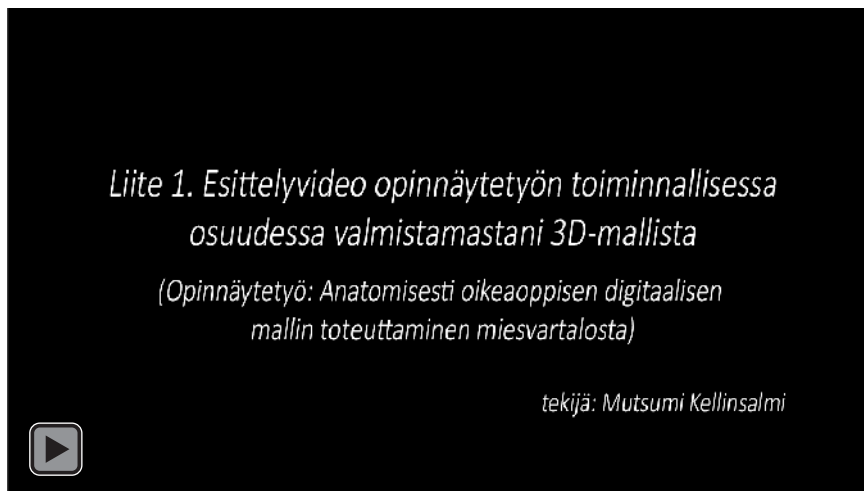 Liite 1. Esittelyvideo opinnäytetyön toiminnallisessa
osuudessa valmistamastani 3D-mallista
(Opinnäytetyö: Anatomisesti oikeaoppisen digitaalisen
mallin toteuttaminen miesvartalosta)
tekijä: Mutsumi Kellinsalmi